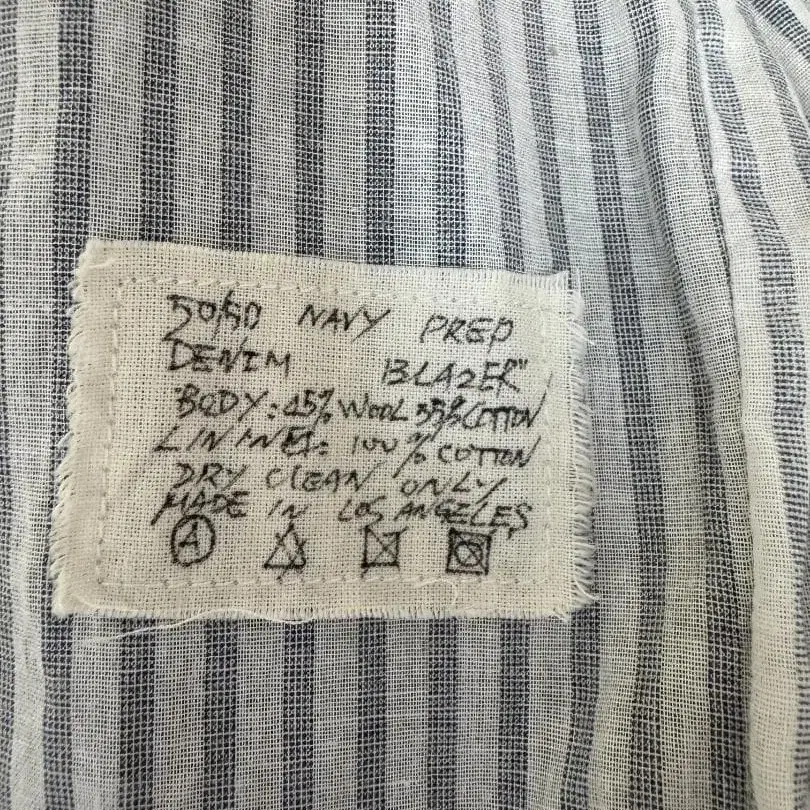 50/50 NAVY PREP
DENIM BLAZER"
"BODY: 45% WOOL 55% COTTON
LINING: 100% COTTON
DRY CLEAN ONLY
MADE IN LOS ANGELES
A